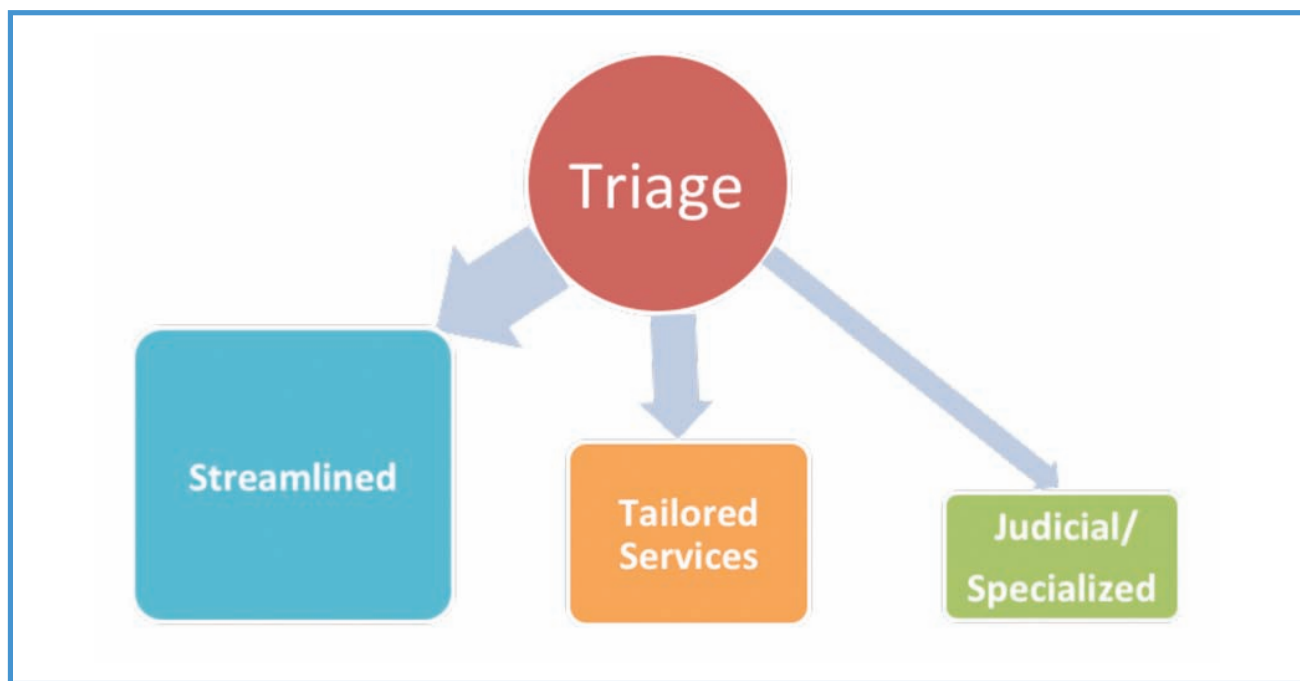 Triage
Streamlined
Tailored
Services
Judicial/
Specialized